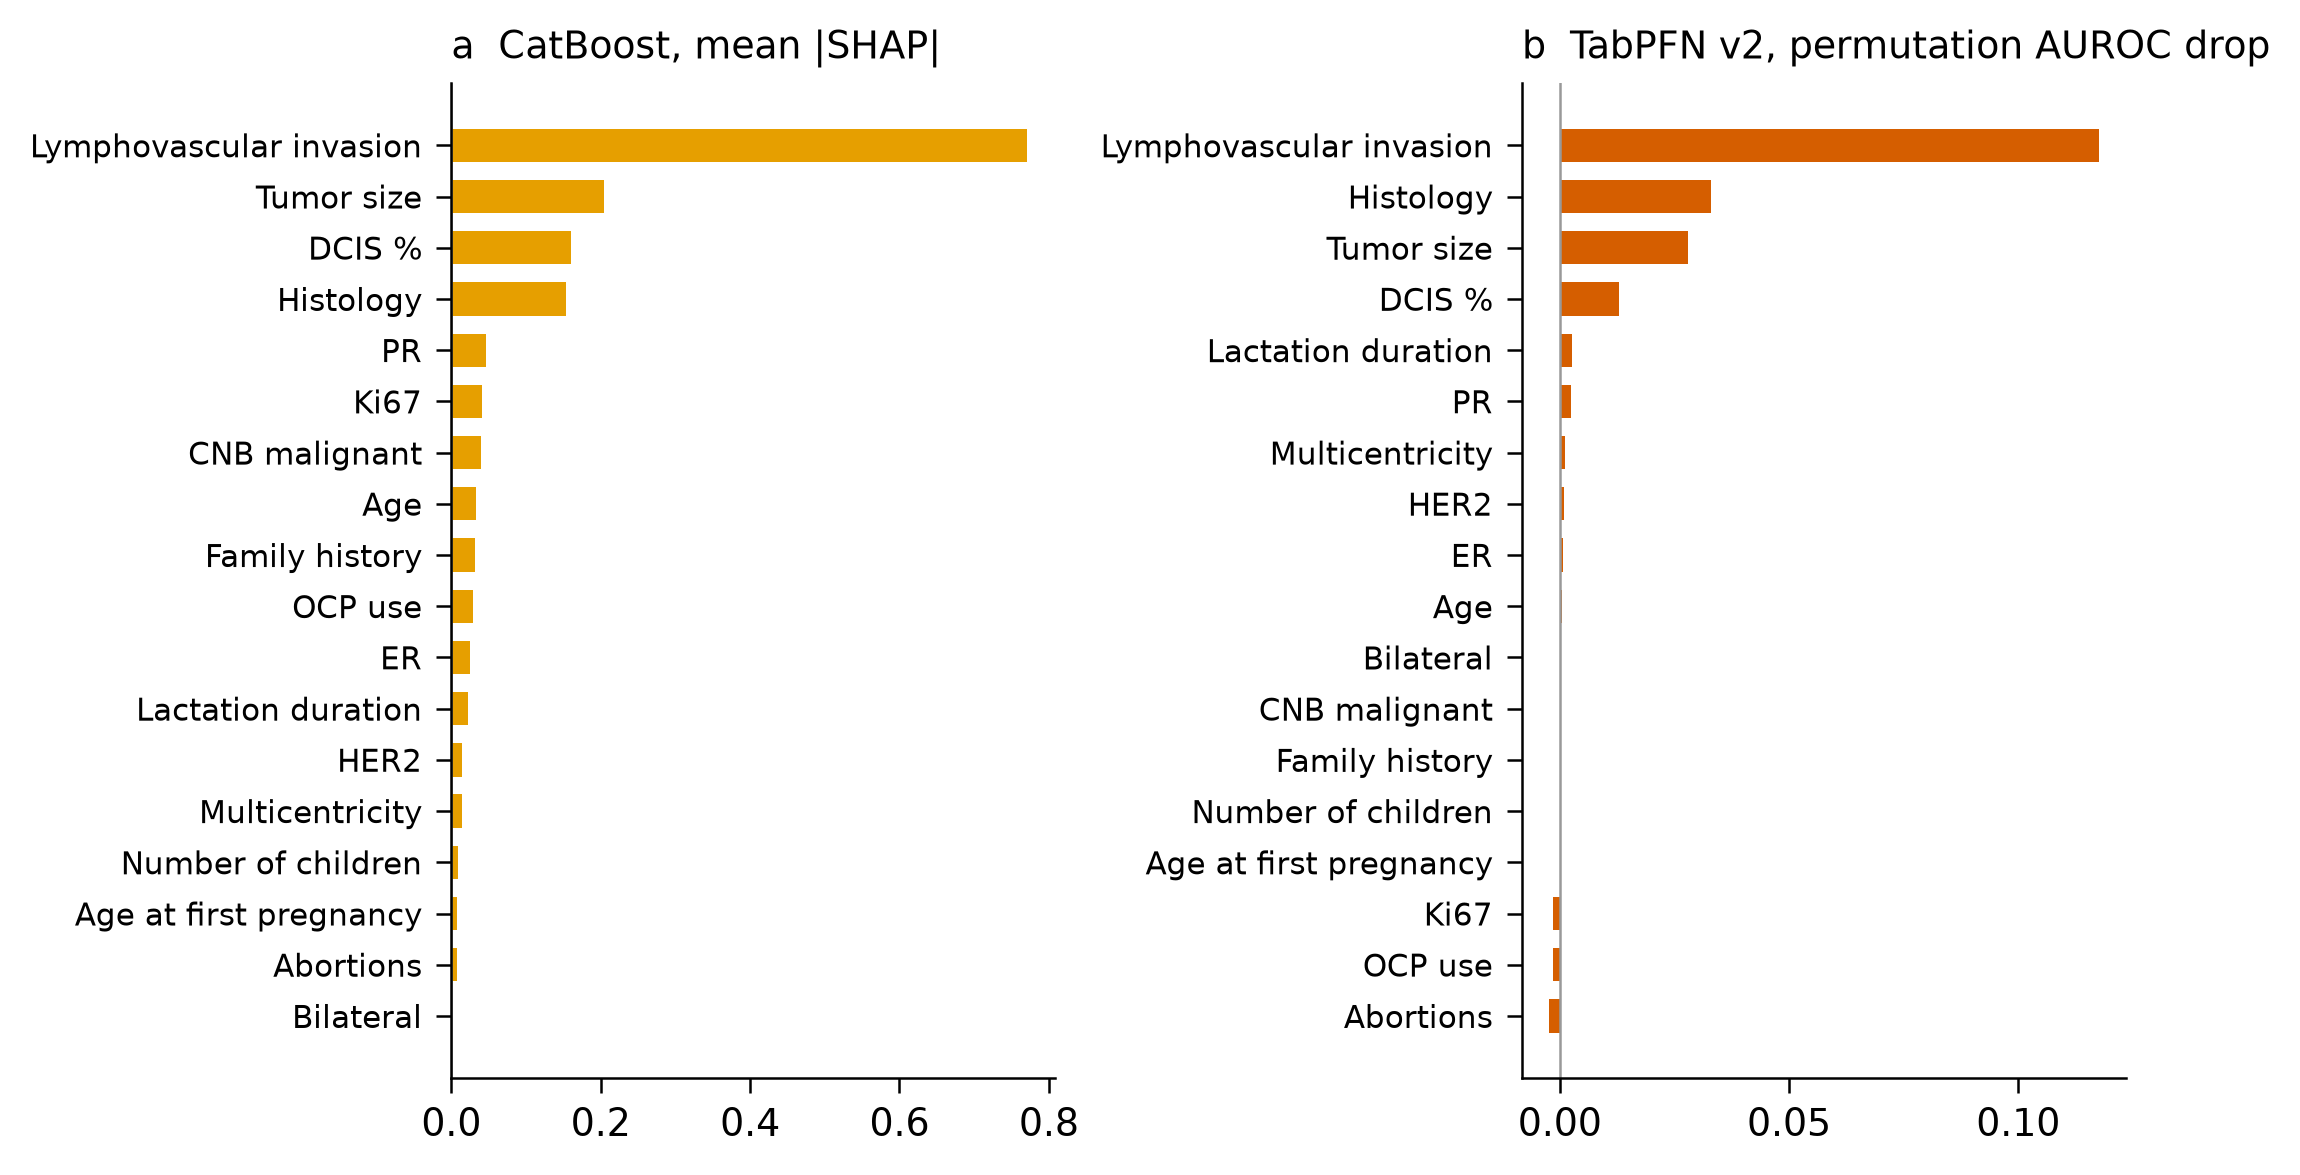 a  CatBoost, mean |SHAP|
Lymphovascular invasion
Tumor size
DCIS %
Histology
PR
Ki67
CNB malignant
Age
Family history
OCP use
ER
Lactation duration
HER2
Multicentricity
Number of children
Age at first pregnancy
Abortions
Bilateral
0.0 0.2 0.4 0.6 0.8
b  TabPFN v2, permutation AUROC drop
Lymphovascular invasion
Histology
Tumor size
DCIS %
Lactation duration
PR
Multicentricity
HER2
ER
Age
Bilateral
CNB malignant
Family history
Number of children
Age at first pregnancy
Ki67
OCP use
Abortions
0.00 0.05 0.10